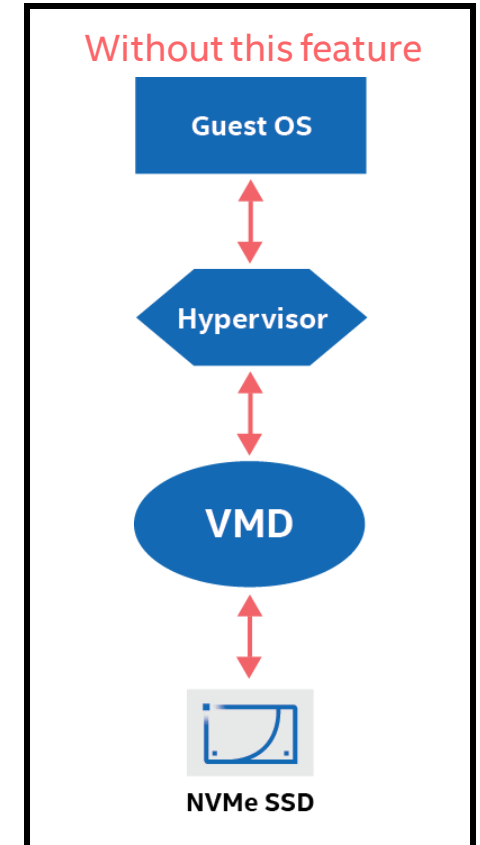 Without this feature
Guest OS
Hypervisor
VMD
NVMe SSD